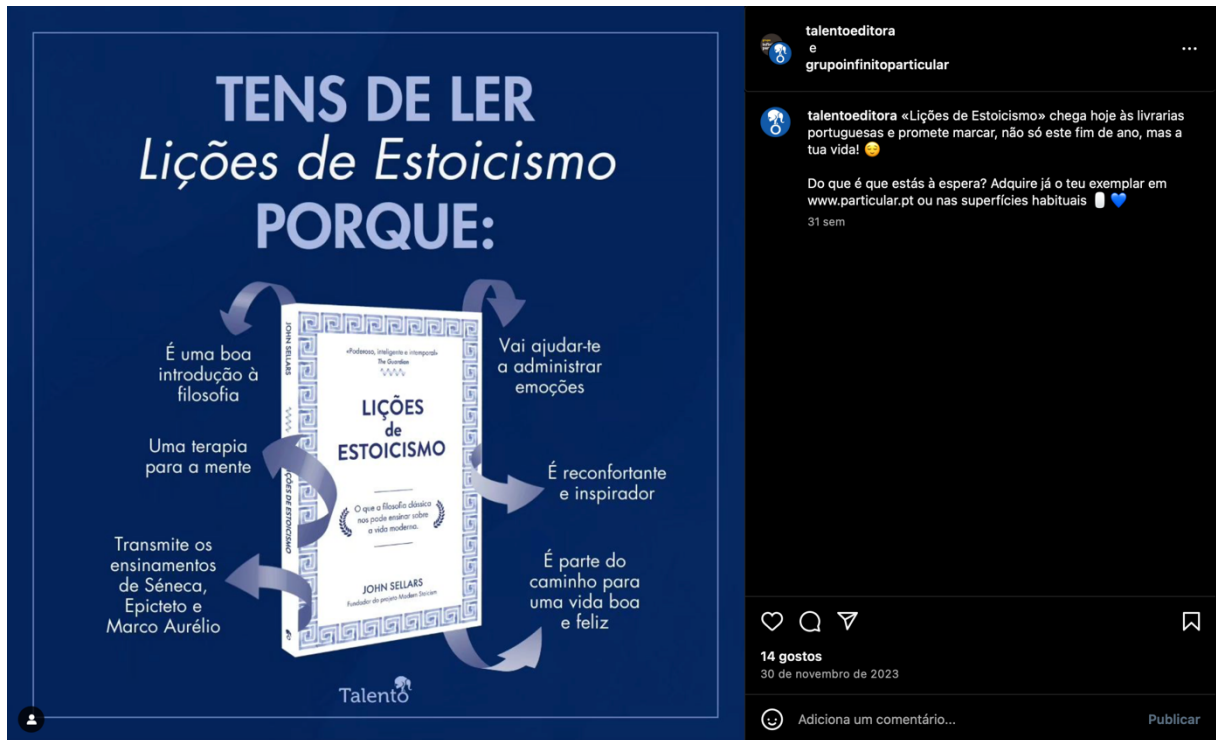 TENS DE LER
Lições de Estoicismo
PORQUE:
É uma boa
introdução à
filosofia
Uma terapia
para a mente
Transmite os
ensinamentos
de Séneca,
Epicteto e
Marco Aurélio
JOHN SELLARS
LIÇÕES DE ESTOICISMO
«Poderoso, inteligente e intemporal»
The Guardian
LIÇÕES
de
ESTOICISMO
O que a filosofia clássica
nos pode ensinar sobre
a vida moderna.
JOHN SELLARS
Fundador do projeto Modern Stoicism
Vai ajudar-te
a administrar
emoções
É reconfortante
e inspirador
É parte do
caminho para
uma vida boa
e feliz
Talento
talentoeditora
e
grupoinfinitoparticular
talentoeditora «Lições de Estoicismo» chega hoje às livrarias
portuguesas e promete marcar, não só este fim de ano, mas a
tua vida! 😌
Do que é que estás à espera? Adquire já o teu exemplar em
www.particular.pt ou nas superfícies habituais 🥛💙
31 sem
14 gostos
30 de novembro de 2023
Adiciona um comentário...
Publicar